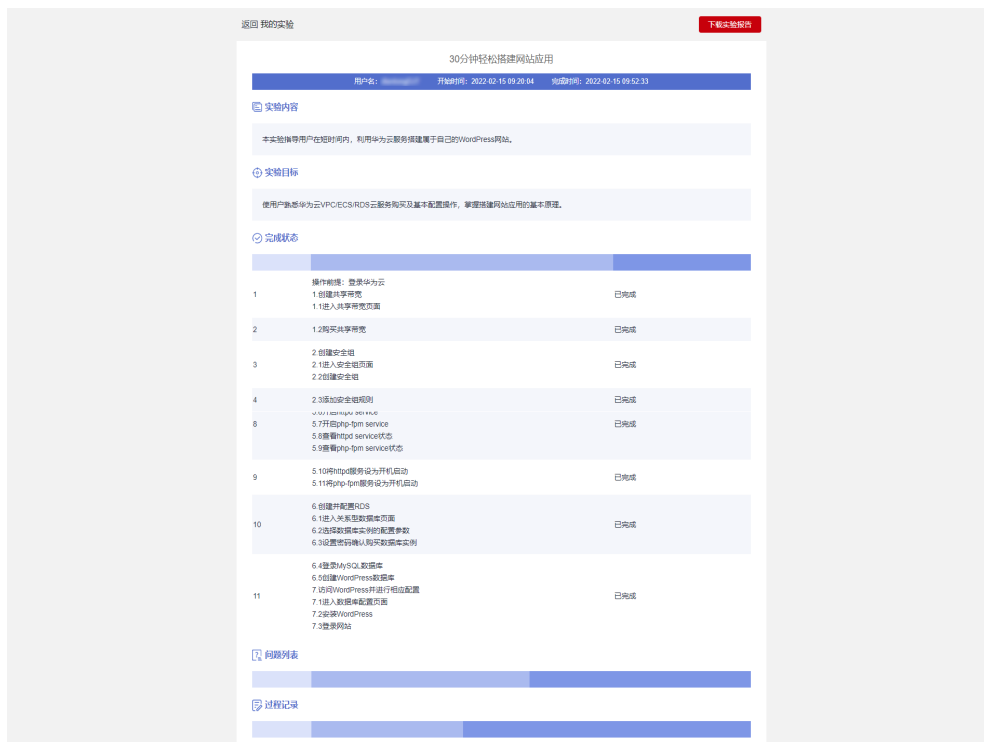 返回 我的实验
下载实验报告
30分钟轻松搭建网站应用
用户名： 开始时间：2022-02-15 09:20:04 完成时间：2022-02-15 09:52:33
实验内容
本实验指导用户在短时间内，利用华为云服务搭建属于自己的WordPress网站。
实验目标
使用户熟悉华为云VPC/ECS/RDS云服务购买及基本配置操作，掌握搭建网站应用的基本原理。
完成状态
操作前提：登录华为云
1 1.创建共享带宽 已完成
1.1进入共享带宽页面
2 1.2购买共享带宽 已完成
2.创建安全组
3 2.1进入安全组页面 已完成
2.2创建安全组
4 2.3添加安全组规则 已完成
8 5.7开启php-fpm service 已完成
5.8查看httpd service状态
5.9查看php-fpm service状态
5.10将httpd服务设为开机启动
9 已完成
5.11将php-fpm服务设为开机启动
6.创建并配置RDS
6.1进入关系型数据库页面
10 已完成
6.2选择数据库实例的配置参数
6.3设置密码确认购买数据库实例
6.4登录MySQL数据库
6.5创建WordPress数据库
7.访问WordPress并进行相应配置
11 已完成
7.1进入数据库配置页面
7.2安装WordPress
7.3登录网站
问题列表
过程记录